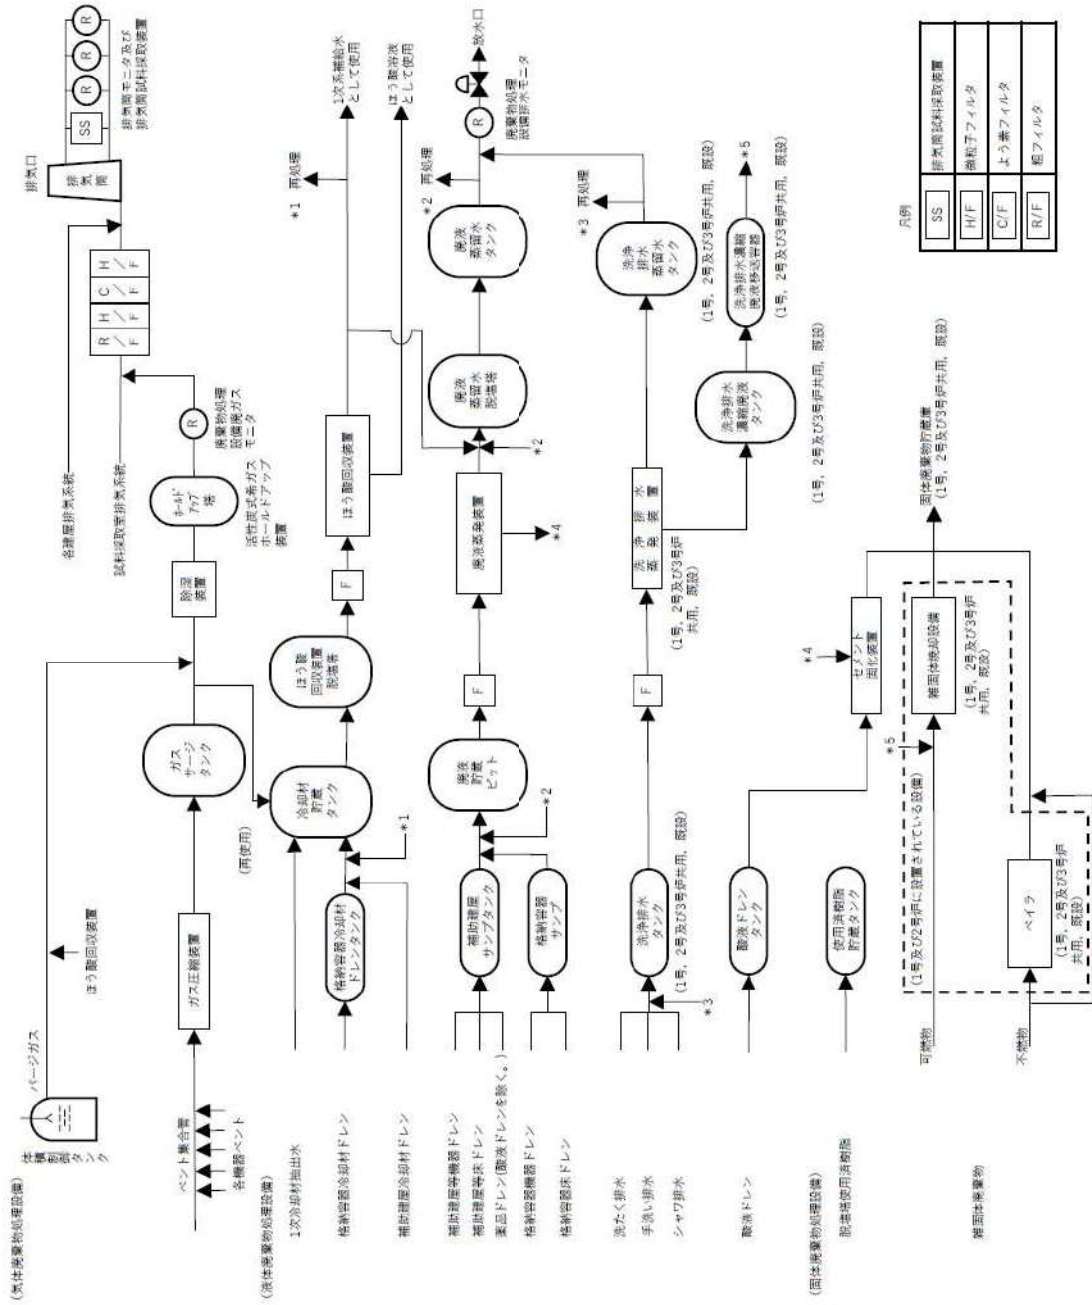 (気体廃棄物処理設備)
体積制御タンク
パージガス
ほう酸回収装置
ベント集合管
各機器ベント
ガス圧縮装置
ガス
サージ
タンク
(再使用)
除湿
装置
ホールド
アップ
塔
活性炭式希ガス
ホールドアップ
装置
R
廃棄物処理
設備廃ガス
モニタ
各建屋排気系統
試料採取室排気系統
R/F
H/F
C/F
H/F
排気口
排気筒
SS
R
R
R
排気筒モニタ及び
排気筒試料採取装置
(液体廃棄物処理設備)
1次冷却材抽出水
格納容器冷却材ドレン
補助建屋冷却材ドレン
格納容器冷却材
ドレンタンク
*1
冷却材
貯蔵
タンク
ほう酸
回収装置
脱塩塔
F
ほう酸回収装置
*1 再処理
1次系補給水
として使用
ほう酸溶液
として使用
補助建屋等機器ドレン
補助建屋等床ドレン
薬品ドレン(酸液ドレンを除く。)
格納容器機器ドレン
格納容器床ドレン
補助建屋
サンプタンク
格納容器
サンプ
*2
廃液
貯蔵
ピット
F
廃液蒸発装置
*4
*2
廃液
蒸留水
脱塩塔
廃液
蒸留水
タンク
*2 再処理
R
廃棄物処理
設備排水モニタ
放水口
洗たく排水
手洗い排水
シャワ排水
*3
洗浄排水
タンク
(1号, 2号及び3号炉共用, 既設)
F
洗浄排水
蒸発装置
(1号, 2号及び3号炉
共用, 既設)
洗浄
排水
蒸留水
タンク
(1号, 2号及び3号炉共用, 既設)
*3 再処理
洗浄排水
濃縮廃液
タンク
(1号, 2号及び3号炉共用, 既設)
洗浄排水濃縮
廃液移送容器
(1号, 2号及び3号炉共用, 既設)
*5
酸液ドレン
酸液ドレン
タンク
(固体廃棄物処理設備)
脱塩塔使用済樹脂
使用済樹脂
貯蔵タンク
*4
セメント
固化装置
雑固体廃棄物
可燃物
不燃物
(1号及び2号炉に設置されている設備)
*5
雑固体焼却設備
(1号, 2号及び3号炉
共用, 既設)
ベイラ
(1号, 2号及び3号炉
共用, 既設)
固体廃棄物貯蔵庫
(1号, 2号及び3号炉共用, 既設)
凡例
SS 排気筒試料採取装置
H/F 微粒子フィルタ
C/F よう素フィルタ
R/F 粗フィルタ